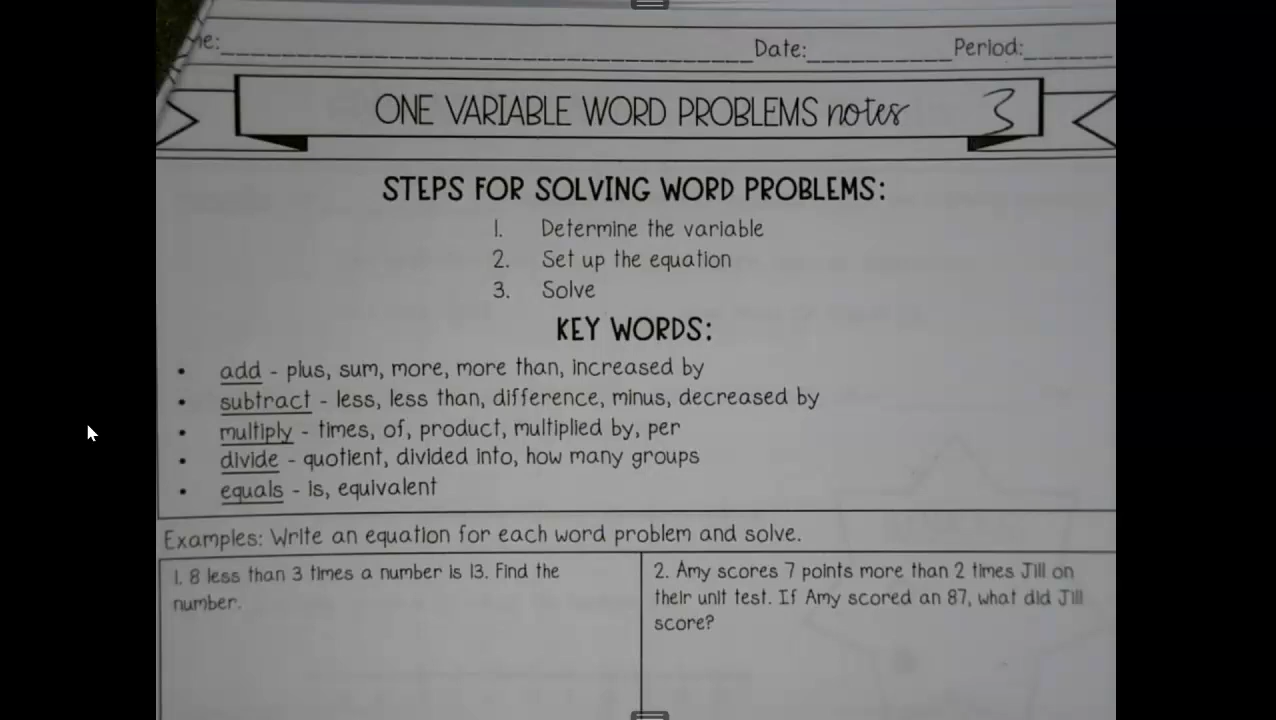 me: Date: Period:
ONE VARIABLE WORD PROBLEMS notes 3
STEPS FOR SOLVING WORD PROBLEMS:
1. Determine the variable
2. Set up the equation
3. Solve
KEY WORDS:
• add - plus, sum, more, more than, increased by
• subtract - less, less than, difference, minus, decreased by
• multiply - times, of, product, multiplied by, per
• divide - quotient, divided into, how many groups
• equals - is, equivalent
Examples: Write an equation for each word problem and solve.
1. 8 less than 3 times a number is 13. Find the
number.
2. Amy scores 7 points more than 2 times Jill on
their unit test. If Amy scored an 87, what did Jill
score?